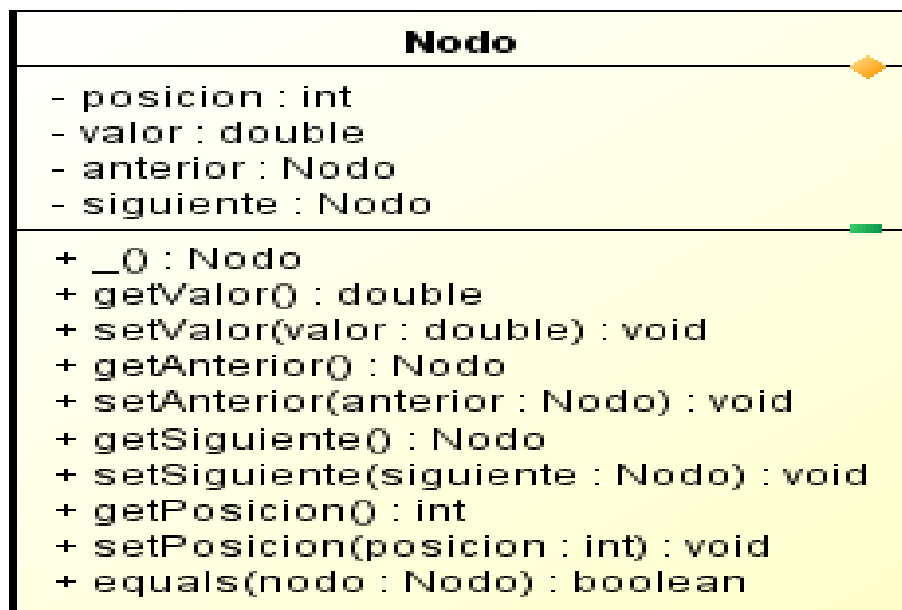 Nodo
- posicion : int
- valor : double
- anterior : Nodo
- siguiente : Nodo
+ _() : Nodo
+ getValor() : double
+ setValor(valor : double) : void
+ getAnterior() : Nodo
+ setAnterior(anterior : Nodo) : void
+ getSiguiente() : Nodo
+ setSiguiente(siguiente : Nodo) : void
+ getPosicion() : int
+ setPosicion(posicion : int) : void
+ equals(nodo : Nodo) : boolean